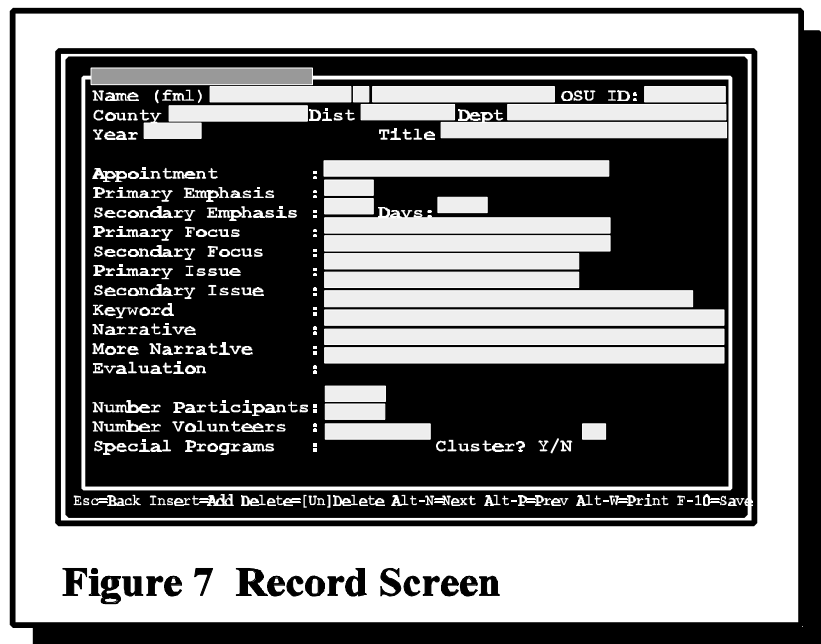 Name (fml) OSU ID:
County Dist Dept
Year Title
Appointment :
Primary Emphasis :
Secondary Emphasis : Days:
Primary Focus :
Secondary Focus :
Primary Issue :
Secondary Issue :
Keyword :
Narrative :
More Narrative :
Evaluation :
Number Participants:
Number Volunteers :
Special Programs : Cluster? Y/N
Esc=Back Insert=Add Delete=[Un]Delete Alt-N=Next Alt-P=Prev Alt-W=Print F-10=Save
Figure 7 Record Screen